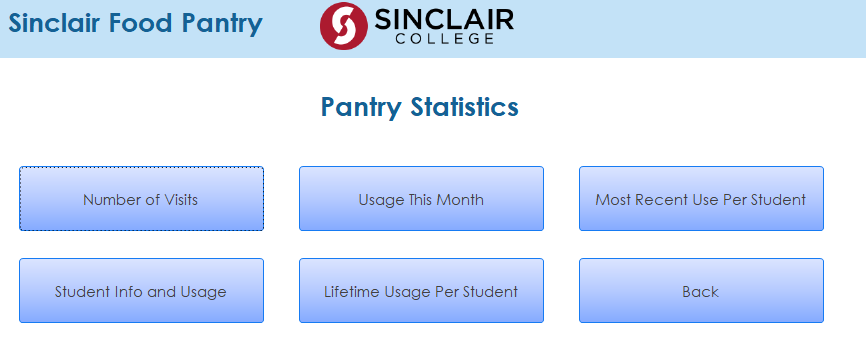 Sinclair Food Pantry
SINCLAIR
COLLEGE
Pantry Statistics
Number of Visits
Usage This Month
Most Recent Use Per Student
Student Info and Usage
Lifetime Usage Per Student
Back